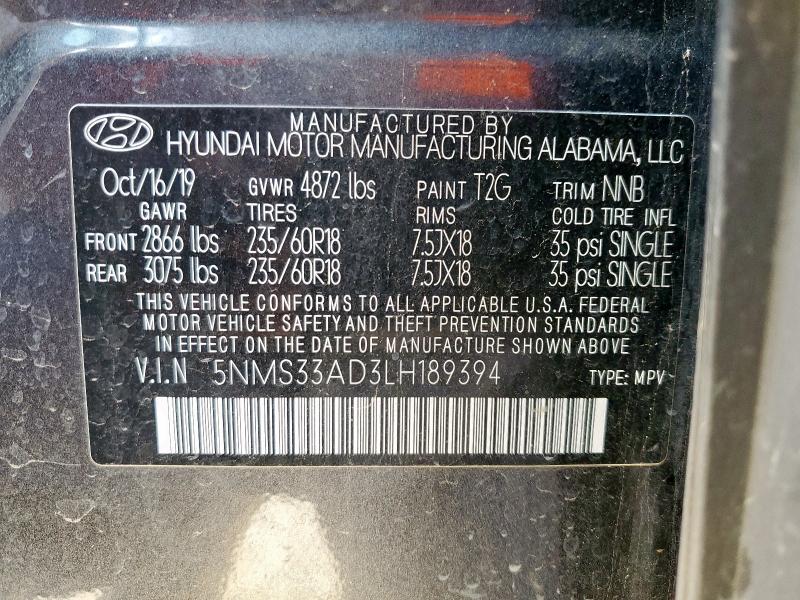 MANUFACTURED BY
HYUNDAI MOTOR MANUFACTURING ALABAMA, LLC
Oct/16/19 GVWR 4872 lbs PAINT T2G TRIM NNB
GAWR TIRES RIMS COLD TIRE INFL
FRONT 2866 lbs 235/60R18 7.5JX18 35 psi SINGLE
REAR 3075 lbs 235/60R18 7.5JX18 35 psi SINGLE
THIS VEHICLE CONFORMS TO ALL APPLICABLE U.S.A. FEDERAL
MOTOR VEHICLE SAFETY AND THEFT PREVENTION STANDARDS
IN EFFECT ON THE DATE OF MANUFACTURE SHOWN ABOVE
V.I.N 5NMS33AD3LH189394 TYPE: MPV